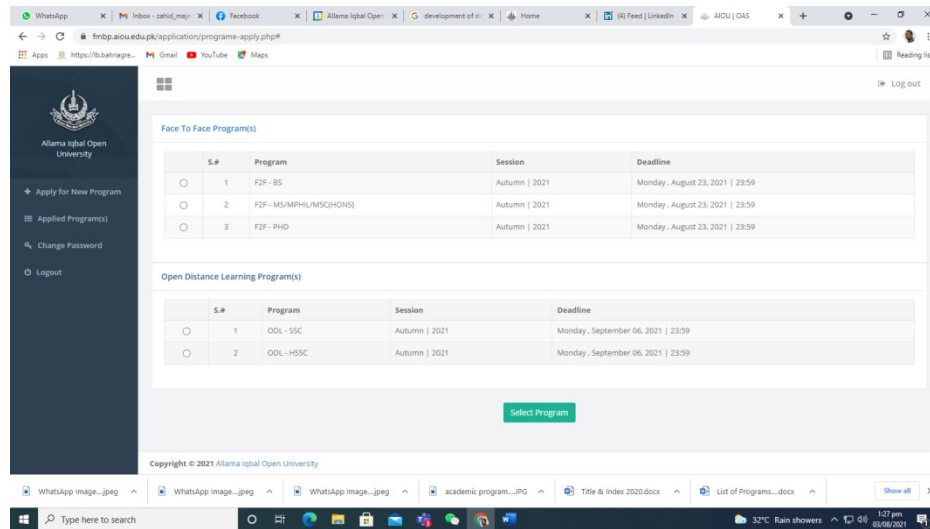 WhatsApp
Inbox - zahid_maj
Facebook
Allama Iqbal Open
development of di
Home
(4) Feed | LinkedIn
AIOU | OAS
fmbp.aiou.edu.pk/application/programe-apply.php#
Apps
https://lb.bahriagre...
Gmail
YouTube
Maps
Reading lis
Log out
Allama Iqbal Open
University
Apply for New Program
Applied Program(s)
Change Password
Logout
Face To Face Program(s)
S.# Program Session Deadline
1 F2F - BS Autumn | 2021 Monday , August 23, 2021 | 23:59
2 F2F - MS/MPHIL/MSC(HONS) Autumn | 2021 Monday , August 23, 2021 | 23:59
3 F2F - PHD Autumn | 2021 Monday , August 23, 2021 | 23:59
Open Distance Learning Program(s)
S.# Program Session Deadline
1 ODL - SSC Autumn | 2021 Monday , September 06, 2021 | 23:59
2 ODL - HSSC Autumn | 2021 Monday , September 06, 2021 | 23:59
Select Program
Copyright © 2021 Allama Iqbal Open University
WhatsApp Image....jpeg
WhatsApp Image....jpeg
WhatsApp Image....jpeg
academic program....JPG
Title & Index 2020.docx
List of Programs....docx
Show all
Type here to search
32°C Rain showers
1:27 pm
03/08/2021